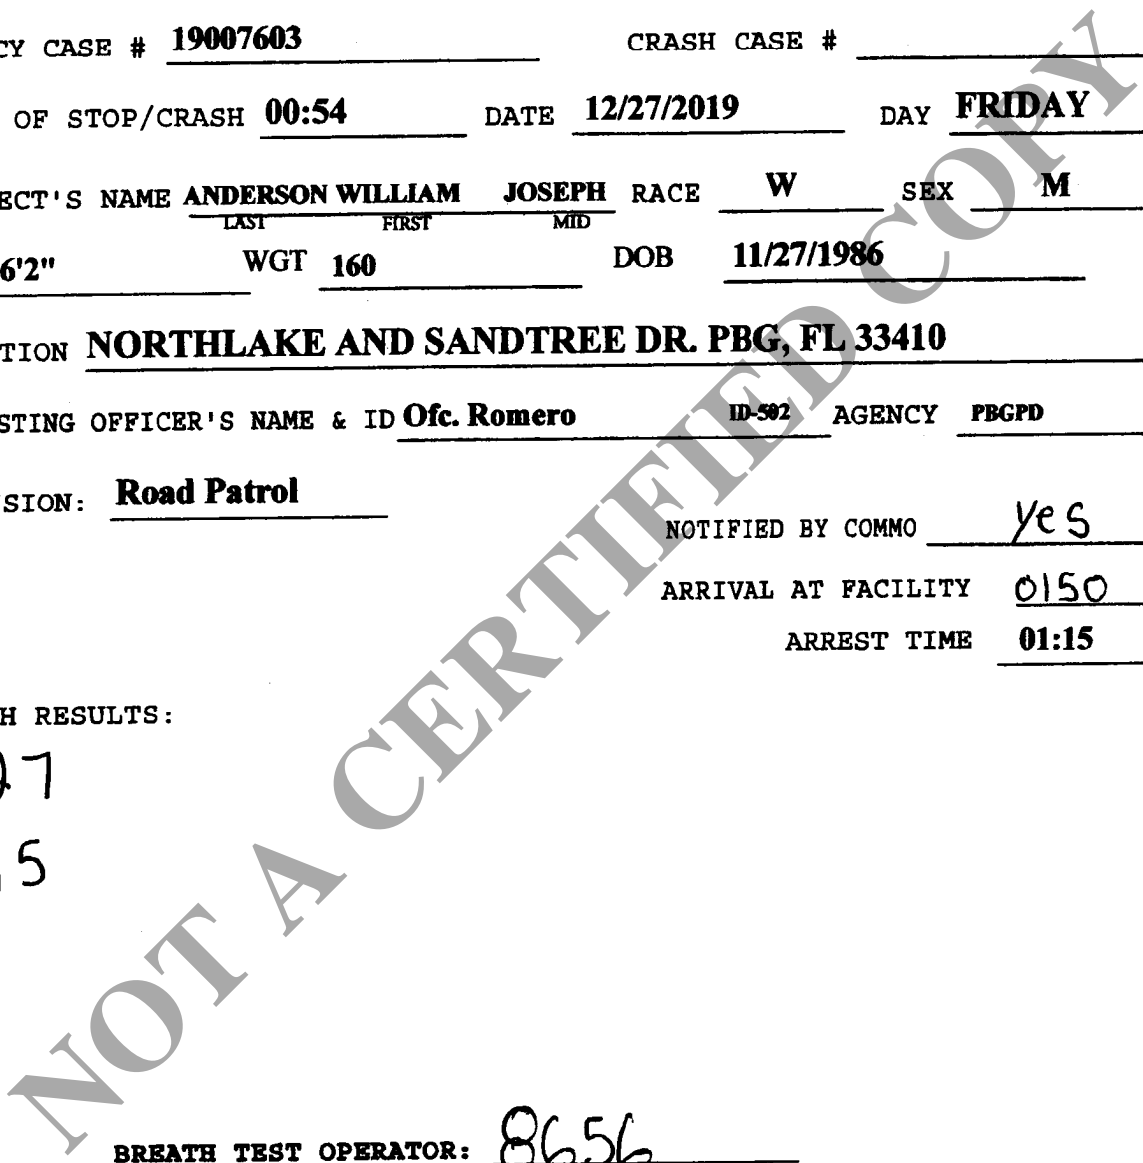 CY CASE # 19007603 CRASH CASE #
OF STOP/CRASH 00:54 DATE 12/27/2019 DAY FRIDAY
ECT'S NAME ANDERSON WILLIAM JOSEPH RACE W SEX M
LAST FIRST MID
6'2" WGT 160 DOB 11/27/1986
TION NORTHLAKE AND SANDTREE DR. PBG, FL 33410
STING OFFICER'S NAME & ID Ofc. Romero ID-502 AGENCY PBGPD
SION: Road Patrol
NOTIFIED BY COMMO yes
ARRIVAL AT FACILITY 0150
ARREST TIME 01:15
H RESULTS:
7
5
BREATH TEST OPERATOR: 8656
NOT A CERTIFIED COPY